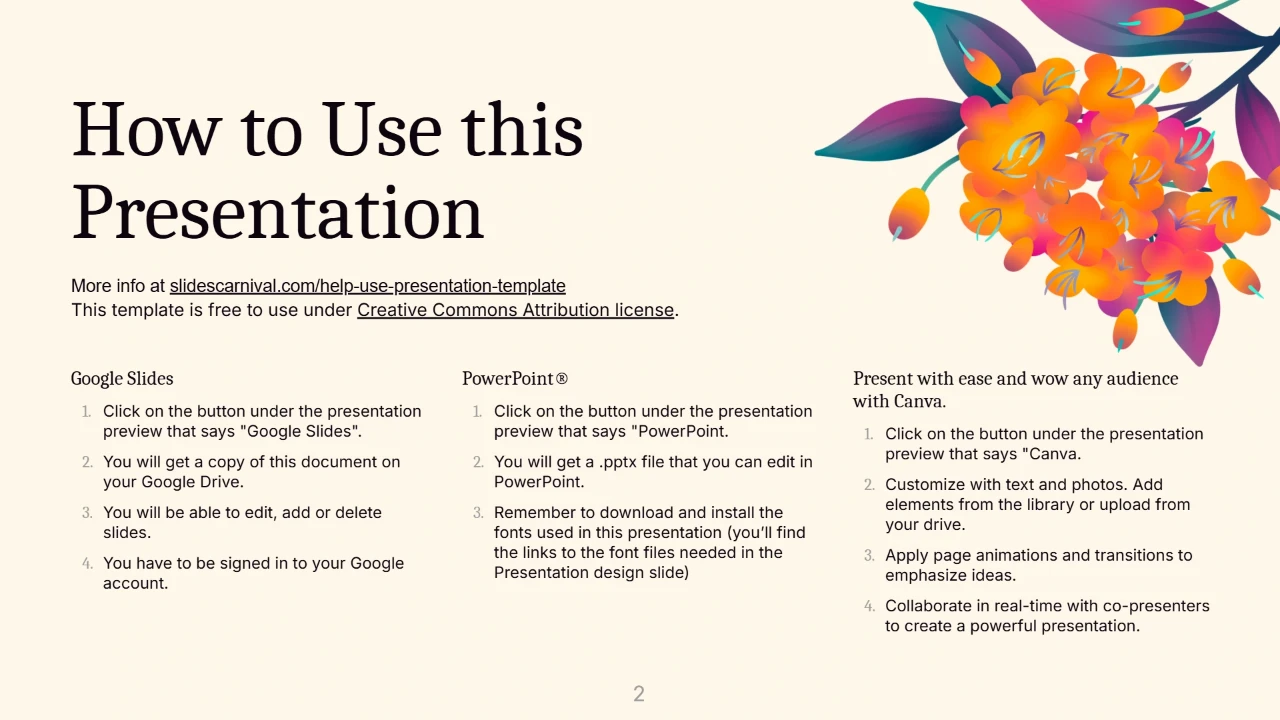 How to Use this
Presentation
More info at slidescarnival.com/help-use-presentation-template
This template is free to use under Creative Commons Attribution license.
Google Slides
1. Click on the button under the presentation
preview that says "Google Slides".
2. You will get a copy of this document on
your Google Drive.
3. You will be able to edit, add or delete
slides.
4. You have to be signed in to your Google
account.
PowerPoint®
1. Click on the button under the presentation
preview that says "PowerPoint.
2. You will get a .pptx file that you can edit in
PowerPoint.
3. Remember to download and install the
fonts used in this presentation (you’ll find
the links to the font files needed in the
Presentation design slide)
Present with ease and wow any audience
with Canva.
1. Click on the button under the presentation
preview that says "Canva.
2. Customize with text and photos. Add
elements from the library or upload from
your drive.
3. Apply page animations and transitions to
emphasize ideas.
4. Collaborate in real-time with co-presenters
to create a powerful presentation.
2